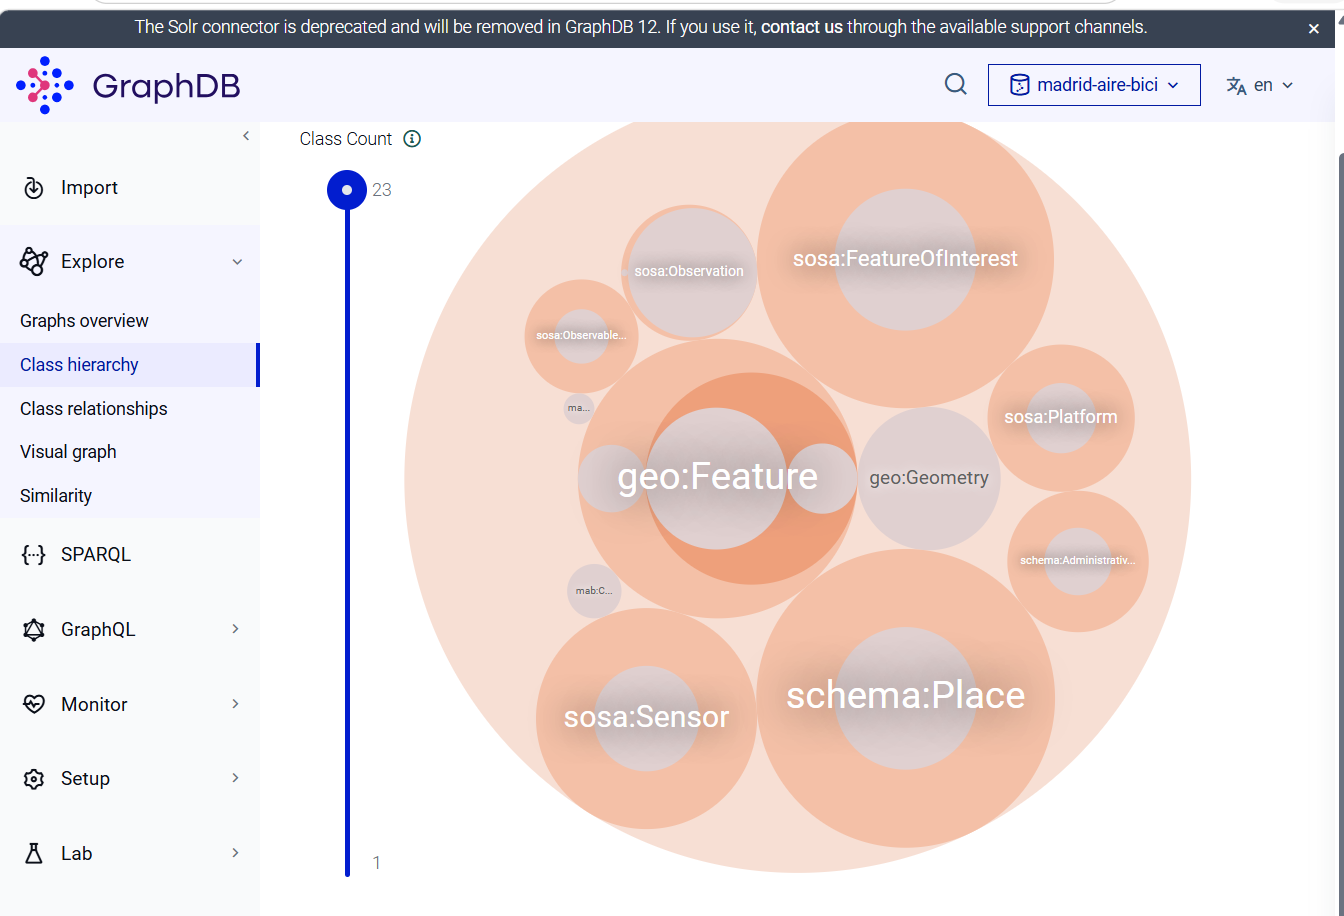 The Solr connector is deprecated and will be removed in GraphDB 12. If you use it, contact us through the available support channels.
GraphDB
madrid-aire-bici
en
Import
Explore
Graphs overview
Class hierarchy
Class relationships
Visual graph
Similarity
SPARQL
GraphQL
Monitor
Setup
Lab
Class Count
23
1
sosa:FeatureOfInterest
sosa:Observation
sosa:Observable...
ma...
sosa:Platform
geo:Feature
geo:Geometry
schema:Administrativ...
mab:C...
schema:Place
sosa:Sensor